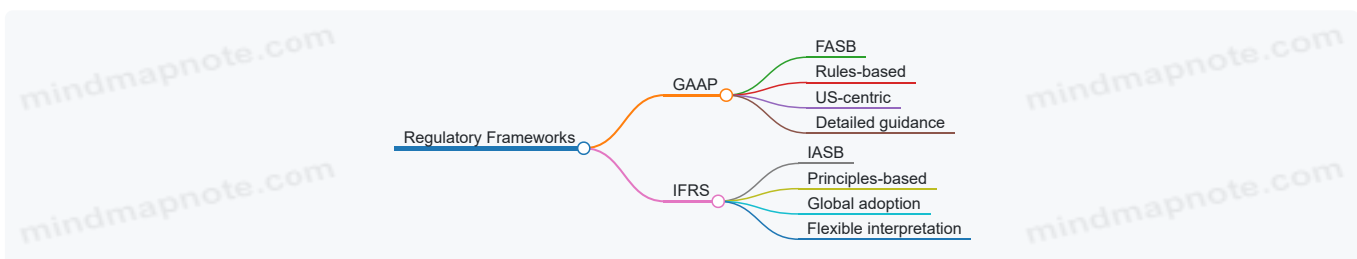 mindmapnote.com
mindmapnote.com
FASB
GAAP
Rules-based
US-centric
Detailed guidance
Regulatory Frameworks
IASB
IFRS
Principles-based
Global adoption
Flexible interpretation
mindmapnote.com
mindmapnote.com